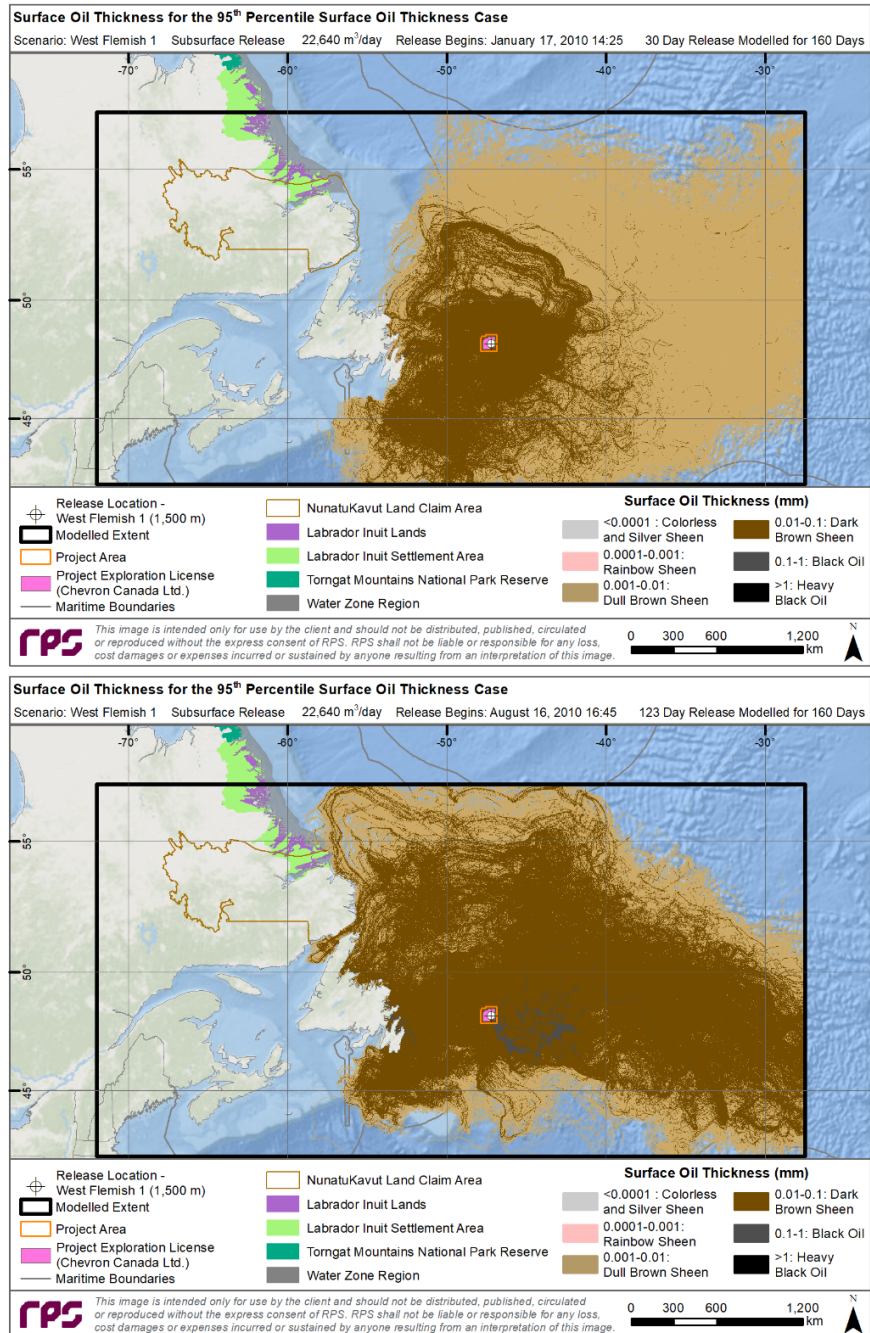 Surface Oil Thickness for the 95th Percentile Surface Oil Thickness Case
Scenario: West Flemish 1 Subsurface Release 22,640 m³/day Release Begins: January 17, 2010 14:25 30 Day Release Modelled for 160 Days
-70° -60° -50° -40° -30°
55°
50°
45°
Release Location -
West Flemish 1 (1,500 m)
Modelled Extent
Project Area
Project Exploration License
(Chevron Canada Ltd.)
Maritime Boundaries
NunatuKavut Land Claim Area
Labrador Inuit Lands
Labrador Inuit Settlement Area
Torngat Mountains National Park Reserve
Water Zone Region
Surface Oil Thickness (mm)
<0.0001 : Colorless
and Silver Sheen
0.0001-0.001:
Rainbow Sheen
0.001-0.01:
Dull Brown Sheen
0.01-0.1: Dark
Brown Sheen
0.1-1: Black Oil
>1: Heavy
Black Oil
rps
This image is intended only for use by the client and should not be distributed, published, circulated
or reproduced without the express consent of RPS. RPS shall not be liable or responsible for any loss,
cost damages or expenses incurred or sustained by anyone resulting from an interpretation of this image.
0 300 600 1,200
km
N
Surface Oil Thickness for the 95th Percentile Surface Oil Thickness Case
Scenario: West Flemish 1 Subsurface Release 22,640 m³/day Release Begins: August 16, 2010 16:45 123 Day Release Modelled for 160 Days
-70° -60° -50° -40° -30°
55°
50°
45°
Release Location -
West Flemish 1 (1,500 m)
Modelled Extent
Project Area
Project Exploration License
(Chevron Canada Ltd.)
Maritime Boundaries
NunatuKavut Land Claim Area
Labrador Inuit Lands
Labrador Inuit Settlement Area
Torngat Mountains National Park Reserve
Water Zone Region
Surface Oil Thickness (mm)
<0.0001 : Colorless
and Silver Sheen
0.0001-0.001:
Rainbow Sheen
0.001-0.01:
Dull Brown Sheen
0.01-0.1: Dark
Brown Sheen
0.1-1: Black Oil
>1: Heavy
Black Oil
rps
This image is intended only for use by the client and should not be distributed, published, circulated
or reproduced without the express consent of RPS. RPS shall not be liable or responsible for any loss,
cost damages or expenses incurred or sustained by anyone resulting from an interpretation of this image.
0 300 600 1,200
km
N